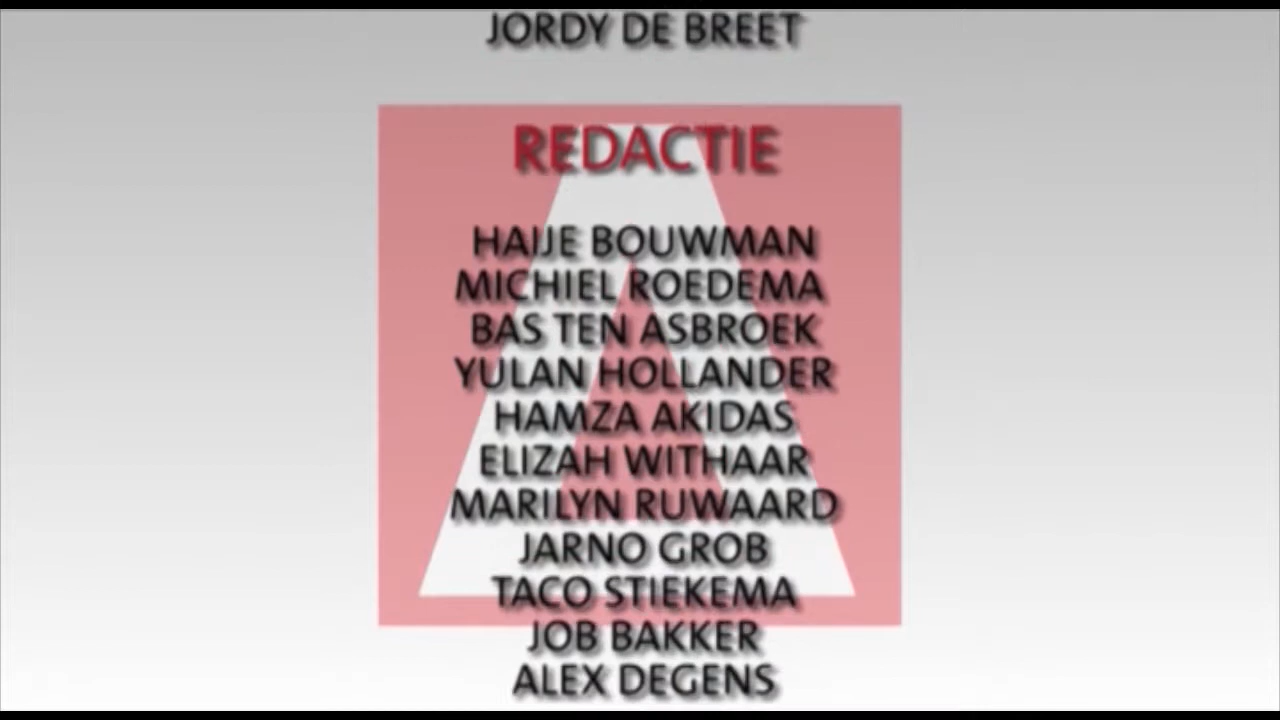 JORDY DE BREET
REDACTIE
HAIJE BOUWMAN
MICHIEL ROEDEMA
BAS TEN ASBROEK
YULAN HOLLANDER
HAMZA AKIDAS
ELIZAH WITHAAR
MARILYN RUWAARD
JARNO GROB
TACO STIEKEMA
JOB BAKKER
ALEX DEGENS